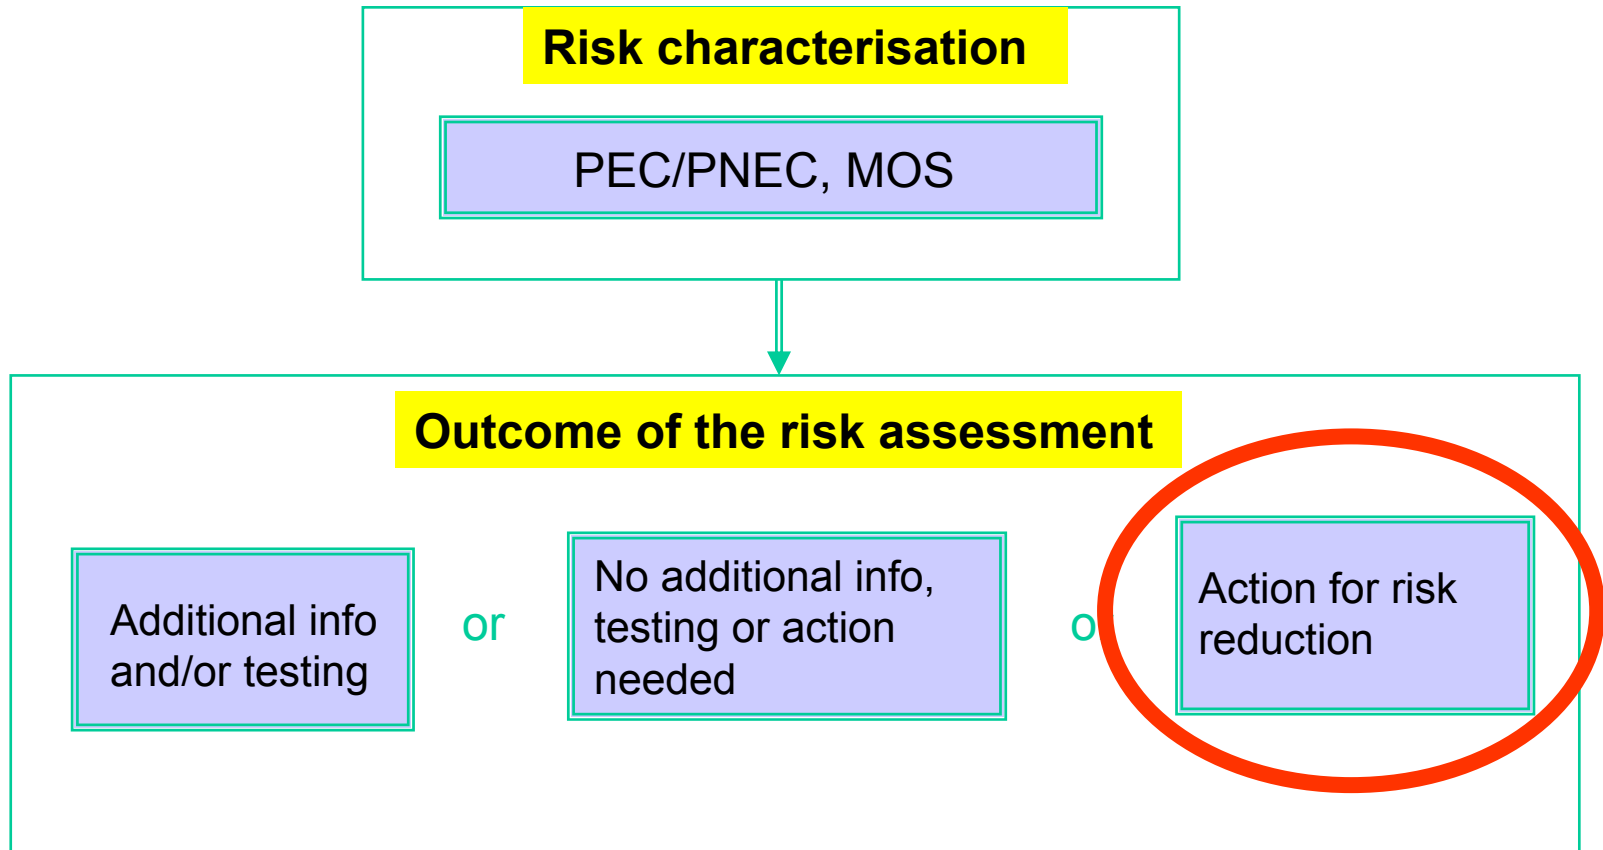 Risk characterisation
PEC/PNEC, MOS
Outcome of the risk assessment
Additional info
and/or testing
or
No additional info,
testing or action
needed
o
Action for risk
reduction